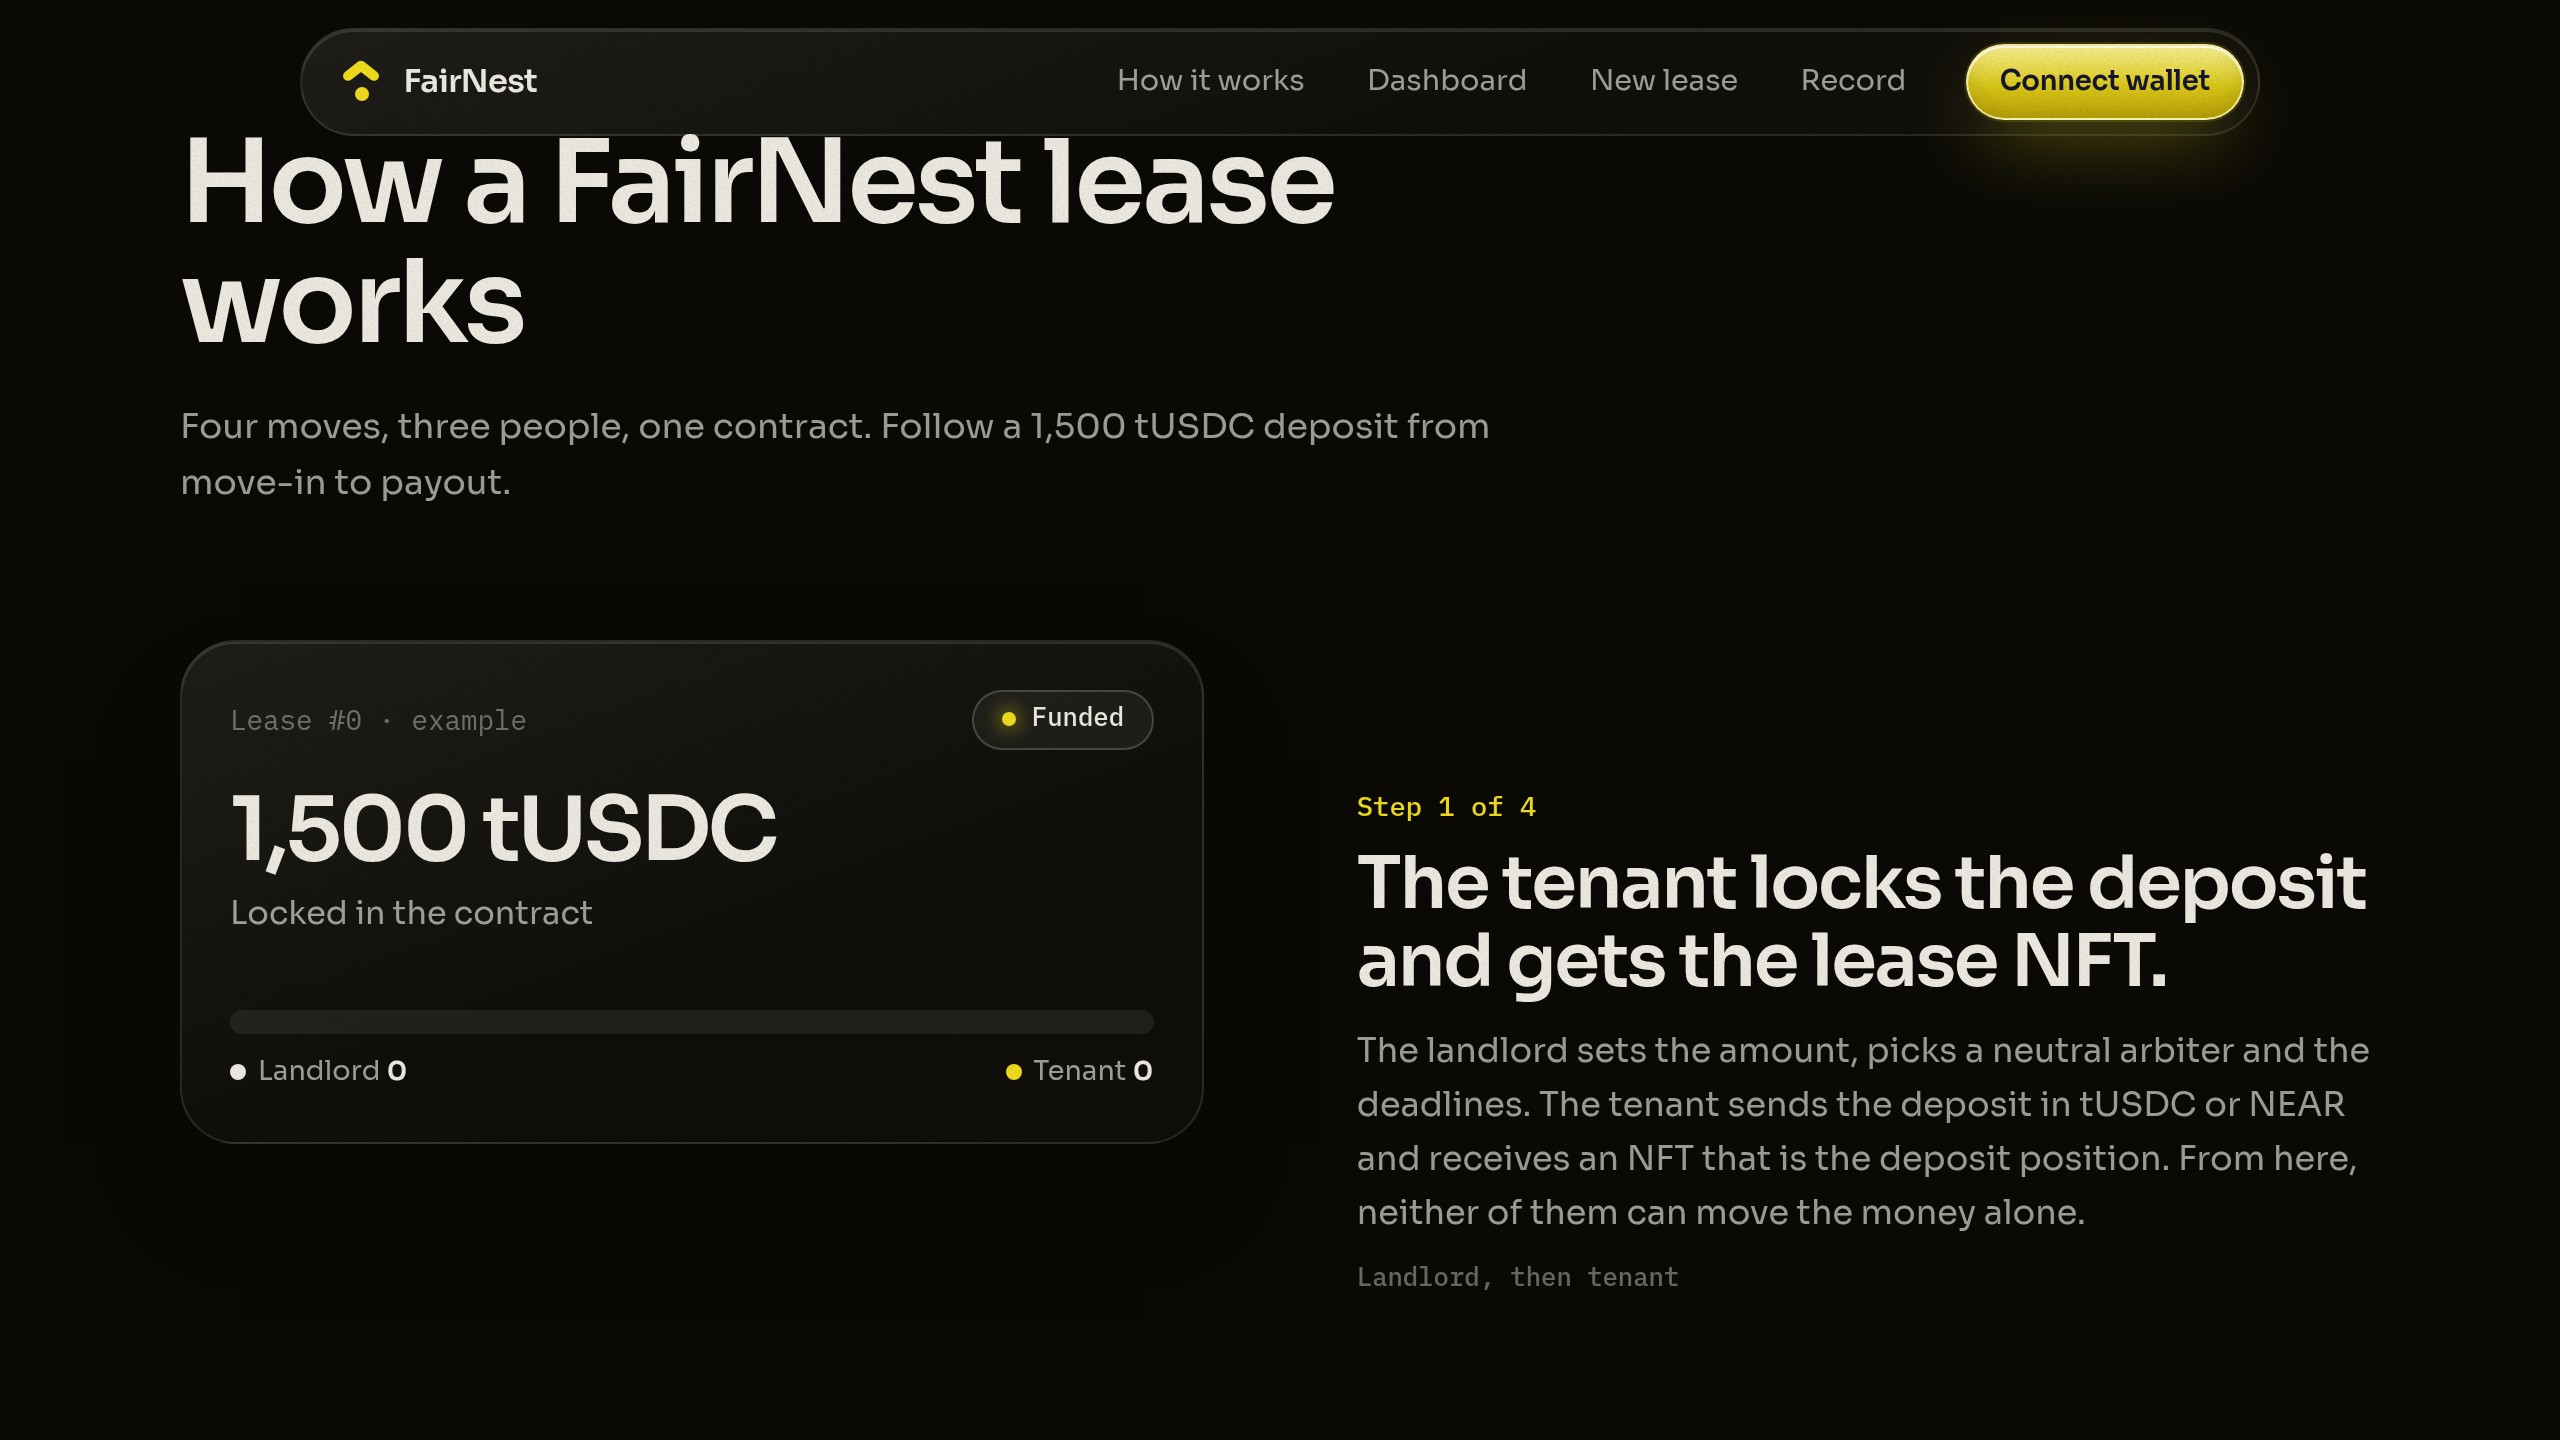 FairNest
How it works
Dashboard
New lease
Record
Connect wallet
How a FairNest lease
works
Four moves, three people, one contract. Follow a 1,500 tUSDC deposit from
move-in to payout.
Lease #0 · example
Funded
1,500 tUSDC
Locked in the contract
Landlord 0
Tenant 0
Step 1 of 4
The tenant locks the deposit
and gets the lease NFT.
The landlord sets the amount, picks a neutral arbiter and the
deadlines. The tenant sends the deposit in tUSDC or NEAR
and receives an NFT that is the deposit position. From here,
neither of them can move the money alone.
Landlord, then tenant